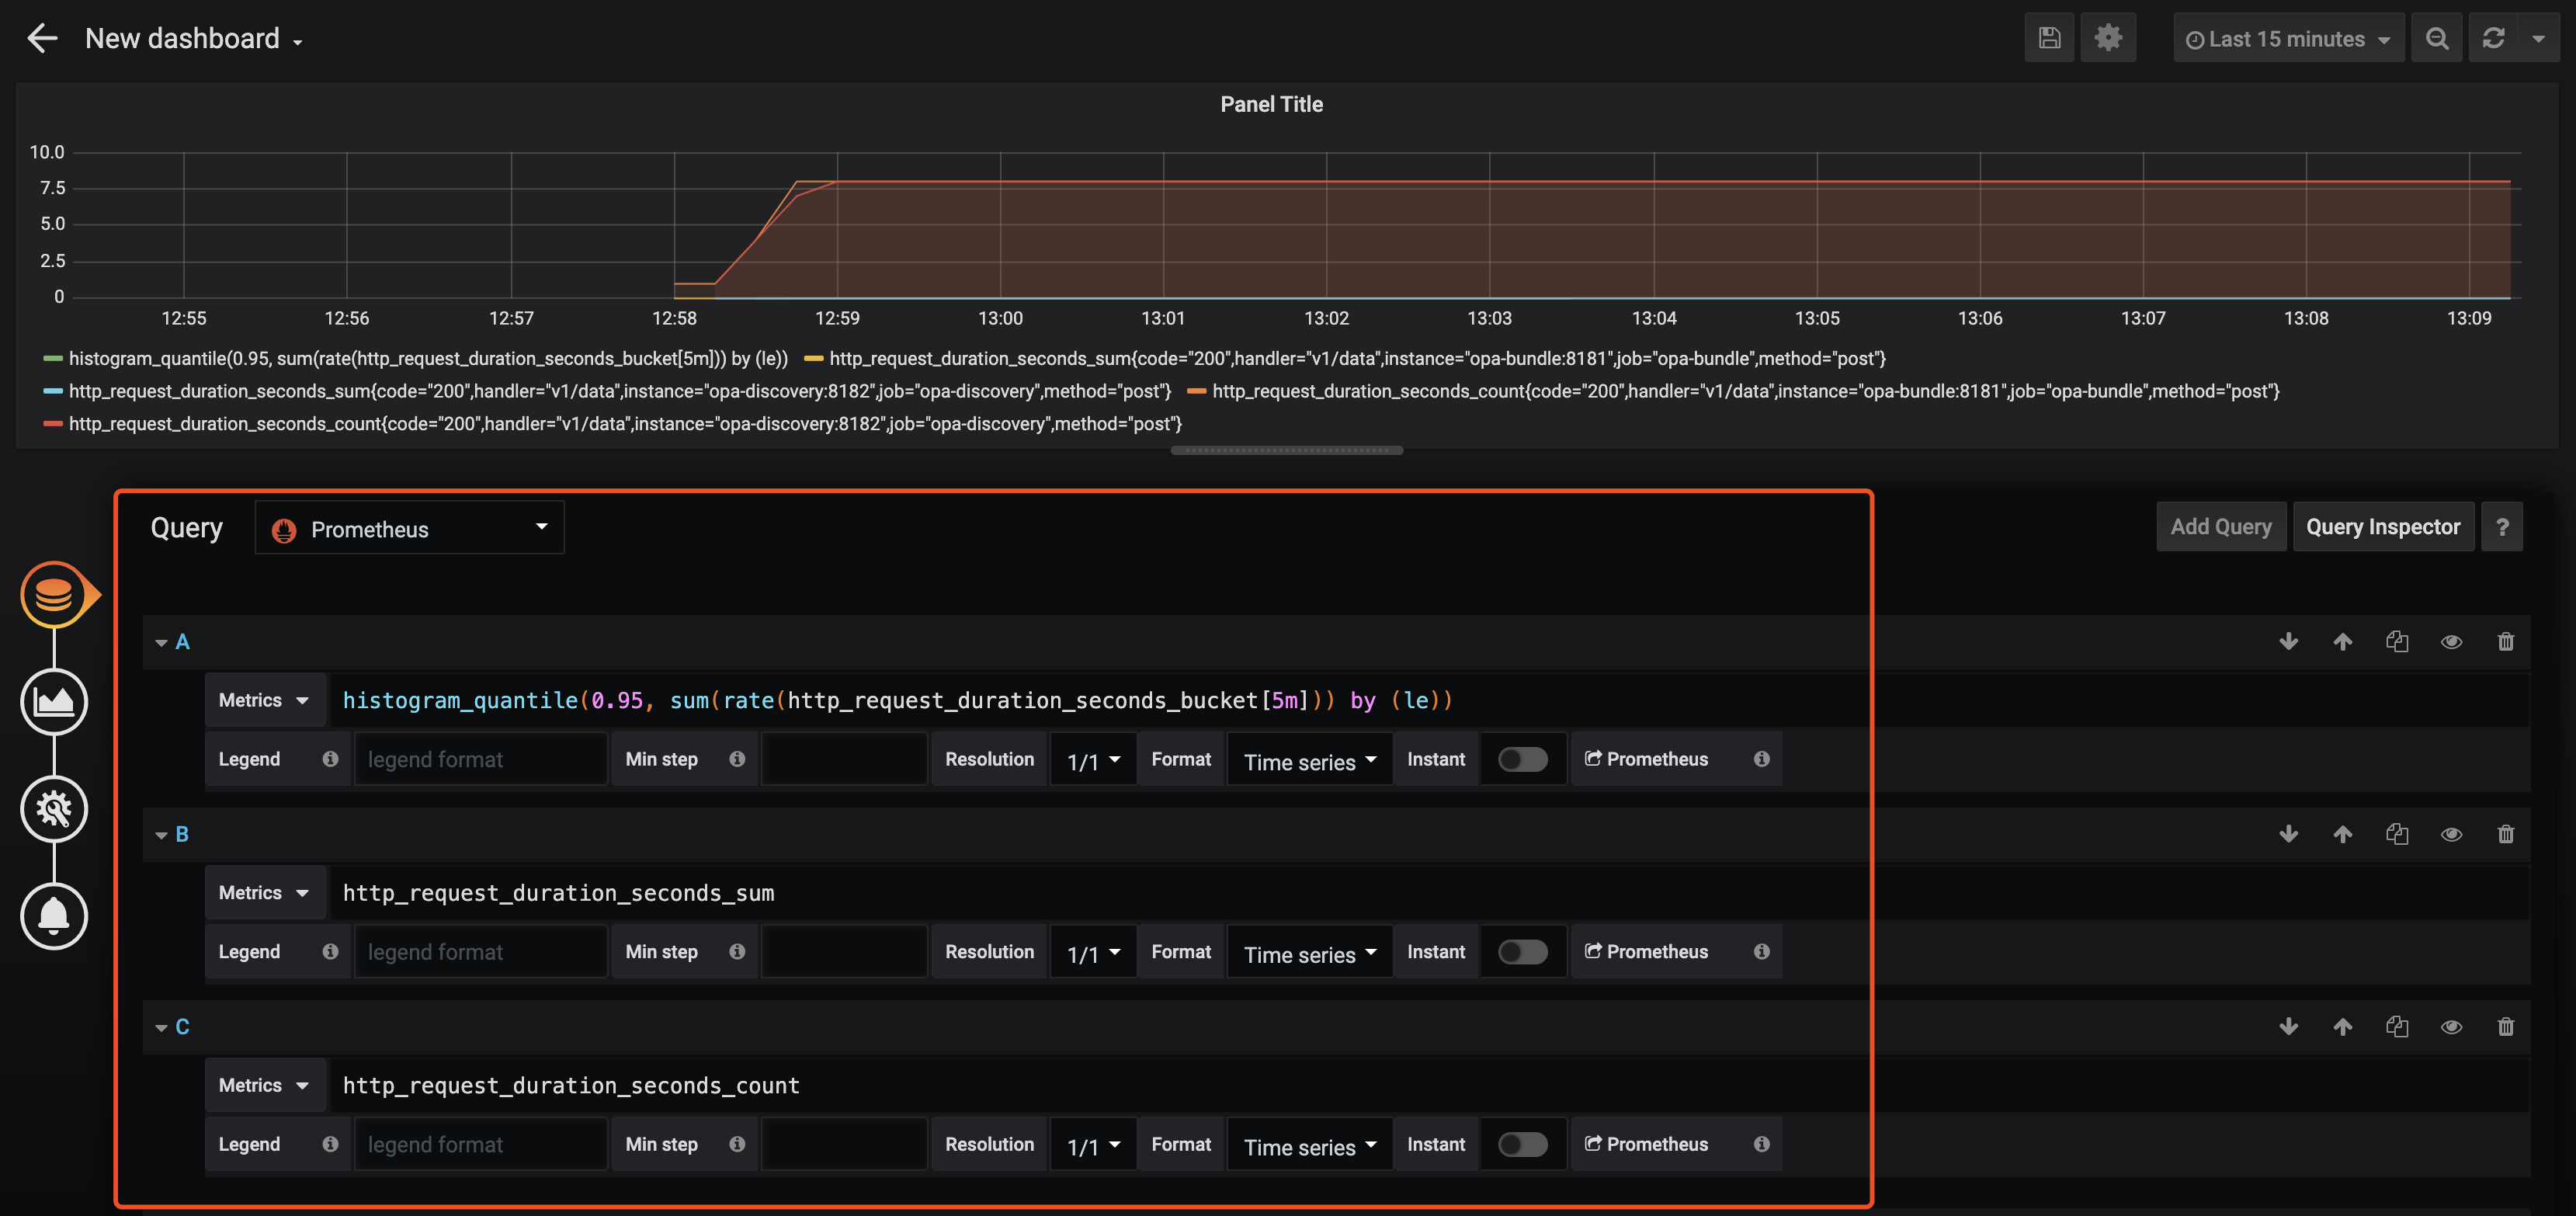 New dashboard
Last 15 minutes
Panel Title
10.0
7.5
5.0
2.5
0
12:55 12:56 12:57 12:58 12:59 13:00 13:01 13:02 13:03 13:04 13:05 13:06 13:07 13:08 13:09
histogram_quantile(0.95, sum(rate(http_request_duration_seconds_bucket[5m])) by (le)) http_request_duration_seconds_sum{code="200",handler="v1/data",instance="opa-bundle:8181",job="opa-bundle",method="post"}
http_request_duration_seconds_sum{code="200",handler="v1/data",instance="opa-discovery:8182",job="opa-discovery",method="post"} http_request_duration_seconds_count{code="200",handler="v1/data",instance="opa-bundle:8181",job="opa-bundle",method="post"}
http_request_duration_seconds_count{code="200",handler="v1/data",instance="opa-discovery:8182",job="opa-discovery",method="post"}
Query Prometheus Add Query Query Inspector ?
A
Metrics histogram_quantile(0.95, sum(rate(http_request_duration_seconds_bucket[5m])) by (le))
Legend legend format Min step Resolution 1/1 Format Time series Instant Prometheus
B
Metrics http_request_duration_seconds_sum
Legend legend format Min step Resolution 1/1 Format Time series Instant Prometheus
C
Metrics http_request_duration_seconds_count
Legend legend format Min step Resolution 1/1 Format Time series Instant Prometheus